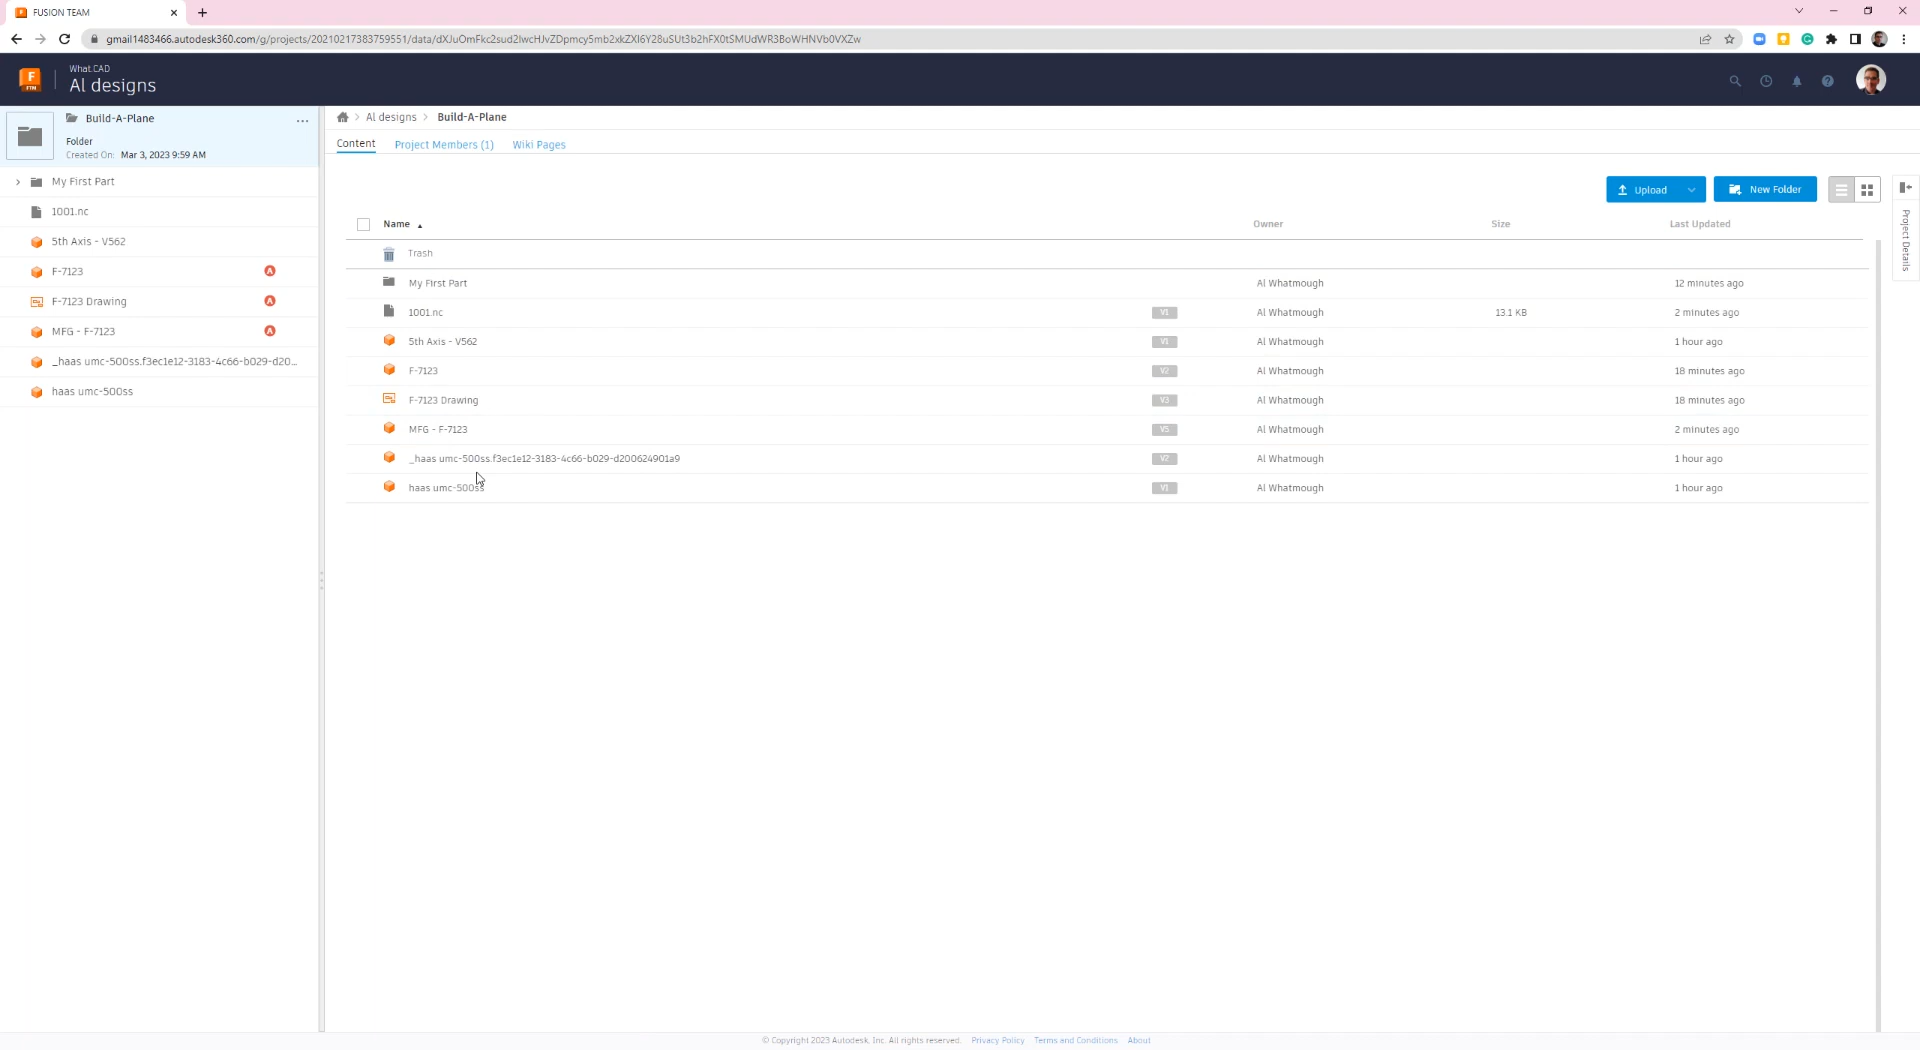 FUSION TEAM
gmail1483466.autodesk360.com/g/projects/20210217383759551/data/dXJuOmFkc2sud2lwcHJvZDpmcy5mb2xkZXI6Y28uSUt3b2hFX0tSMUdWR3BoWHNVb0VXZw
F
FTM
What.CAD
Al designs
Build-A-Plane
...
Folder
Created On: Mar 3, 2023 9:59 AM
My First Part
1001.nc
5th Axis - V562
F-7123 A
F-7123 Drawing A
MFG - F-7123 A
_haas umc-500ss.f3ec1e12-3183-4c66-b029-d20...
haas umc-500ss
> Al designs > Build-A-Plane
Content Project Members (1) Wiki Pages
Upload New Folder
Project Details
Name Owner Size Last Updated
Trash
My First Part Al Whatmough 12 minutes ago
1001.nc V1 Al Whatmough 13.1 KB 2 minutes ago
5th Axis - V562 V1 Al Whatmough 1 hour ago
F-7123 V2 Al Whatmough 18 minutes ago
F-7123 Drawing V3 Al Whatmough 18 minutes ago
MFG - F-7123 V5 Al Whatmough 2 minutes ago
_haas umc-500ss.f3ec1e12-3183-4c66-b029-d200624901a9 V2 Al Whatmough 1 hour ago
haas umc-500ss V1 Al Whatmough 1 hour ago
© Copyright 2023 Autodesk, Inc. All rights reserved. Privacy Policy Terms and Conditions About